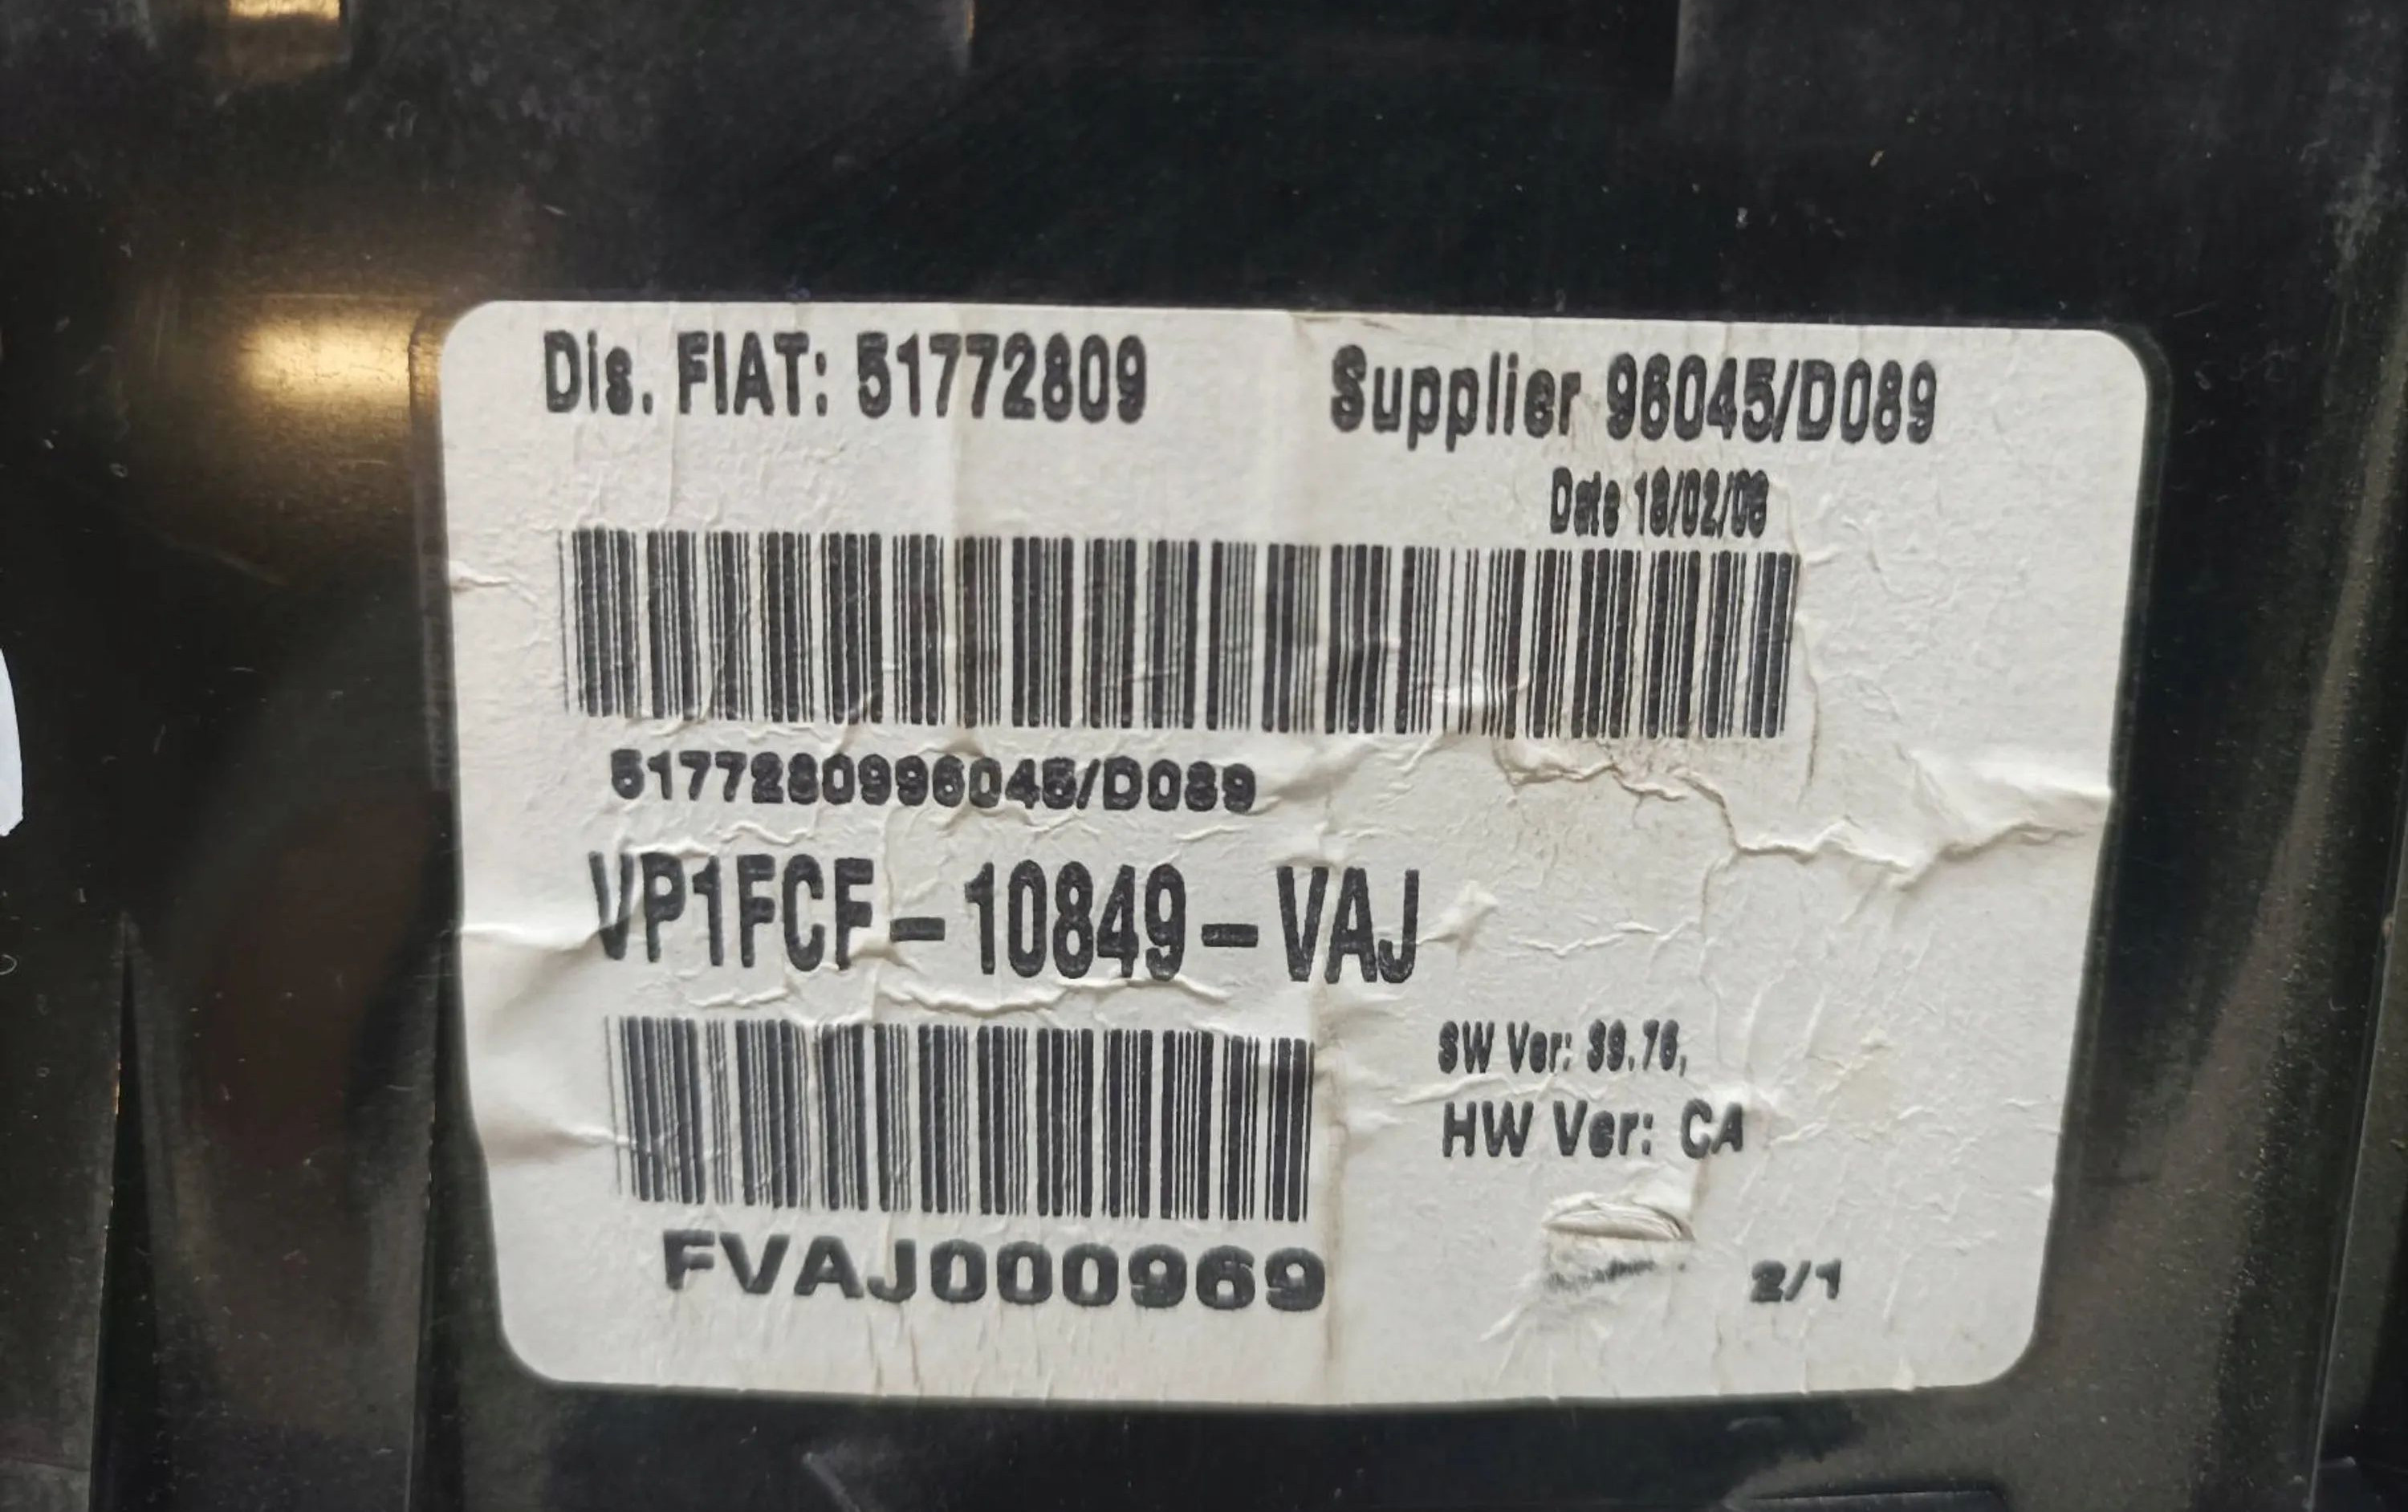 Dis. FIAT: 51772809
Supplier 96045/D089
Date 18/02/08
5177280996045/D089
VP1FCF-10849-VAJ
SW Ver: 39.76,
HW Ver: CA
FVAJ000969
2/1